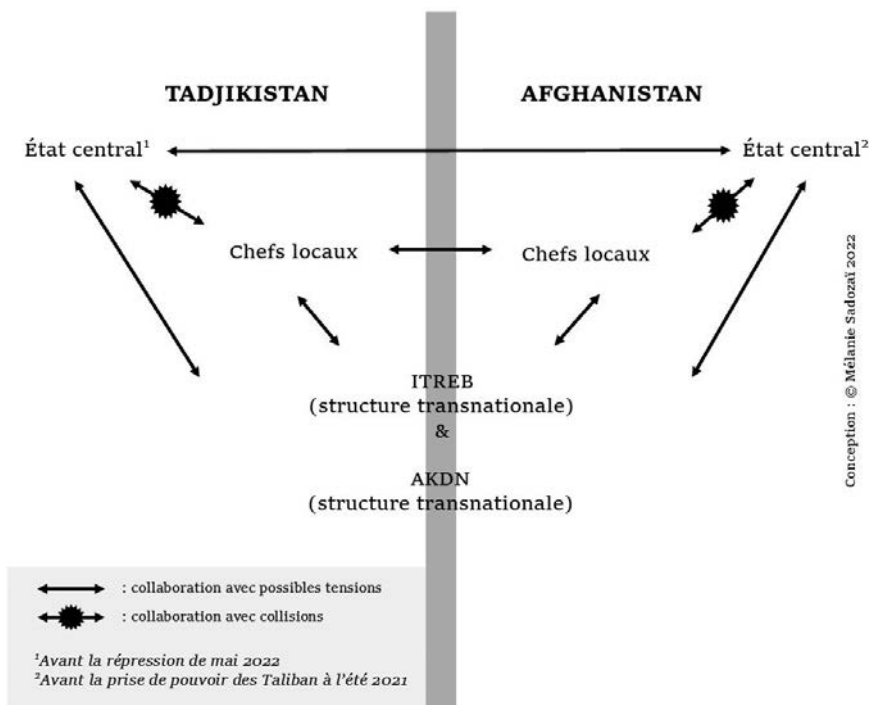 TADJIKISTAN
AFGHANISTAN
État central¹
État central²
Chefs locaux
Chefs locaux
ITREB
(structure transnationale)
&
AKDN
(structure transnationale)
Conception : © Mélanie Sadozaï 2022
: collaboration avec possibles tensions
: collaboration avec collisions
¹Avant la répression de mai 2022
²Avant la prise de pouvoir des Taliban à l'été 2021